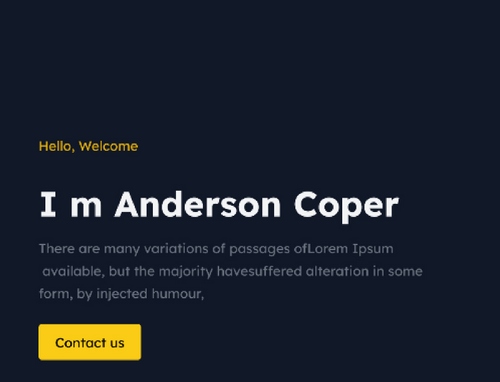 Hello, Welcome
I m Anderson Coper
There are many variations of passages ofLorem Ipsum
available, but the majority havesuffered alteration in some
form, by injected humour,
Contact us